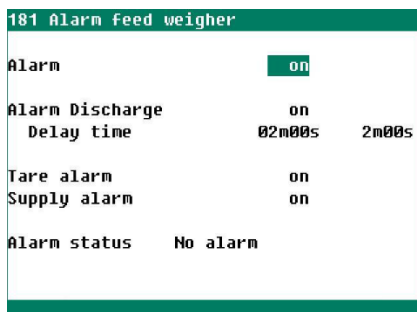 181 Alarm feed weigher
Alarm on
Alarm Discharge on
Delay time 02m00s 2m00s
Tare alarm on
Supply alarm on
Alarm status No alarm